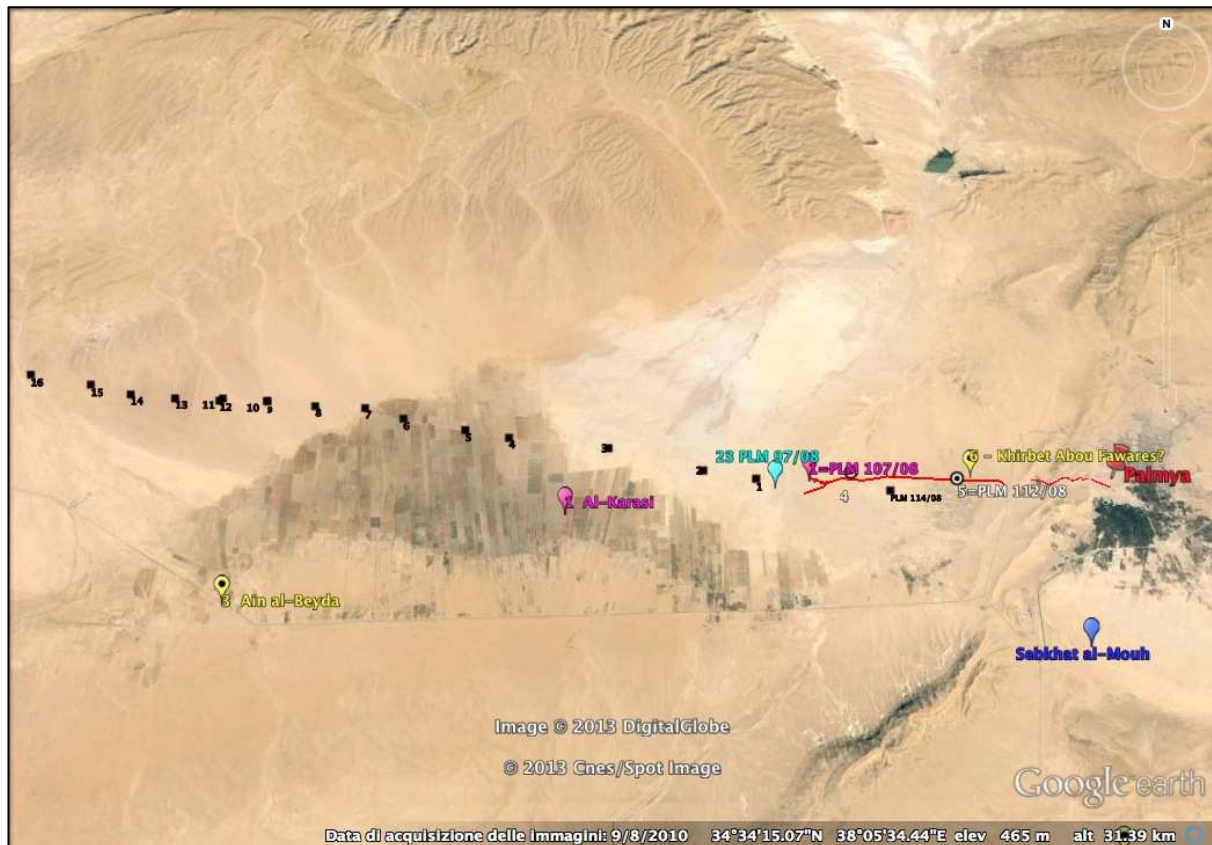 N
16
15
14
13
11 12
10 9
8
7
6
5
4
3
2
1
23 PLM 97/08
1=PLM 107/08
6 - Khirbet Abou Fawares?
Palmya
4
PLM 114/08
5=PLM 112/08
1 Al-Karasi
3 Ain al-Beyda
Sebkhat al-Mouh
Image © 2013 DigitalGlobe
© 2013 Cnes/Spot Image
Google earth
Data di acquisizione delle immagini: 9/8/2010 34°34'15.07"N 38°05'34.44"E elev 465 m alt 31.39 km